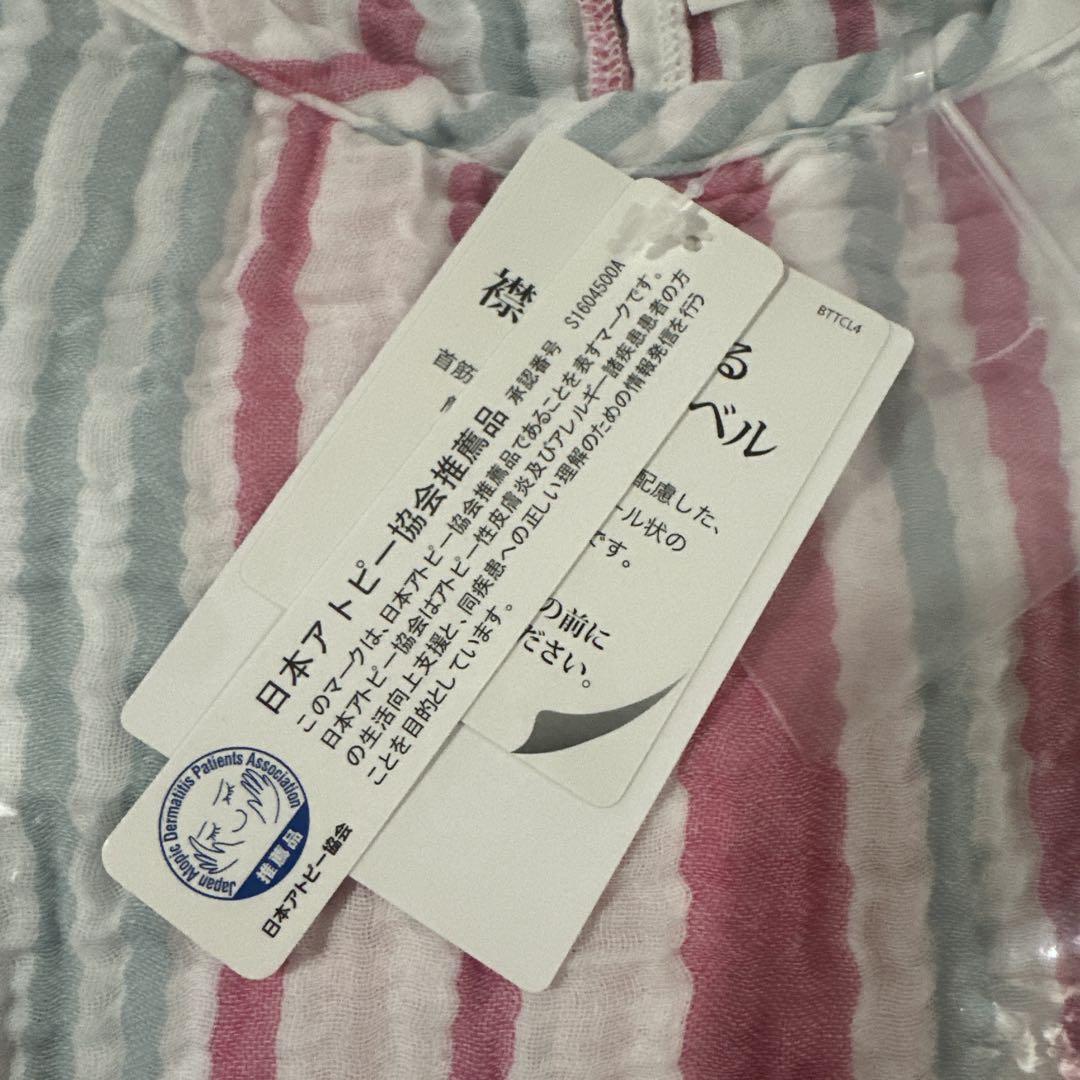 襟
首筋
日本アトピー協会推薦品 承認番号 S1604500A
このマークは、日本アトピー協会推薦品であることを表すマークです。
日本アトピー協会はアトピー性皮膚炎及びアレルギー諸疾患患者の方
の生活向上支援と、同疾患への正しい理解のための情報発信を行う
ことを目的としています。
Japan Atopic Dermatitis Patients Association
推薦品
日本アトピー協会
BTTCL4
る
ベル
配慮した、
ール状の
です。
の前に
ださい。